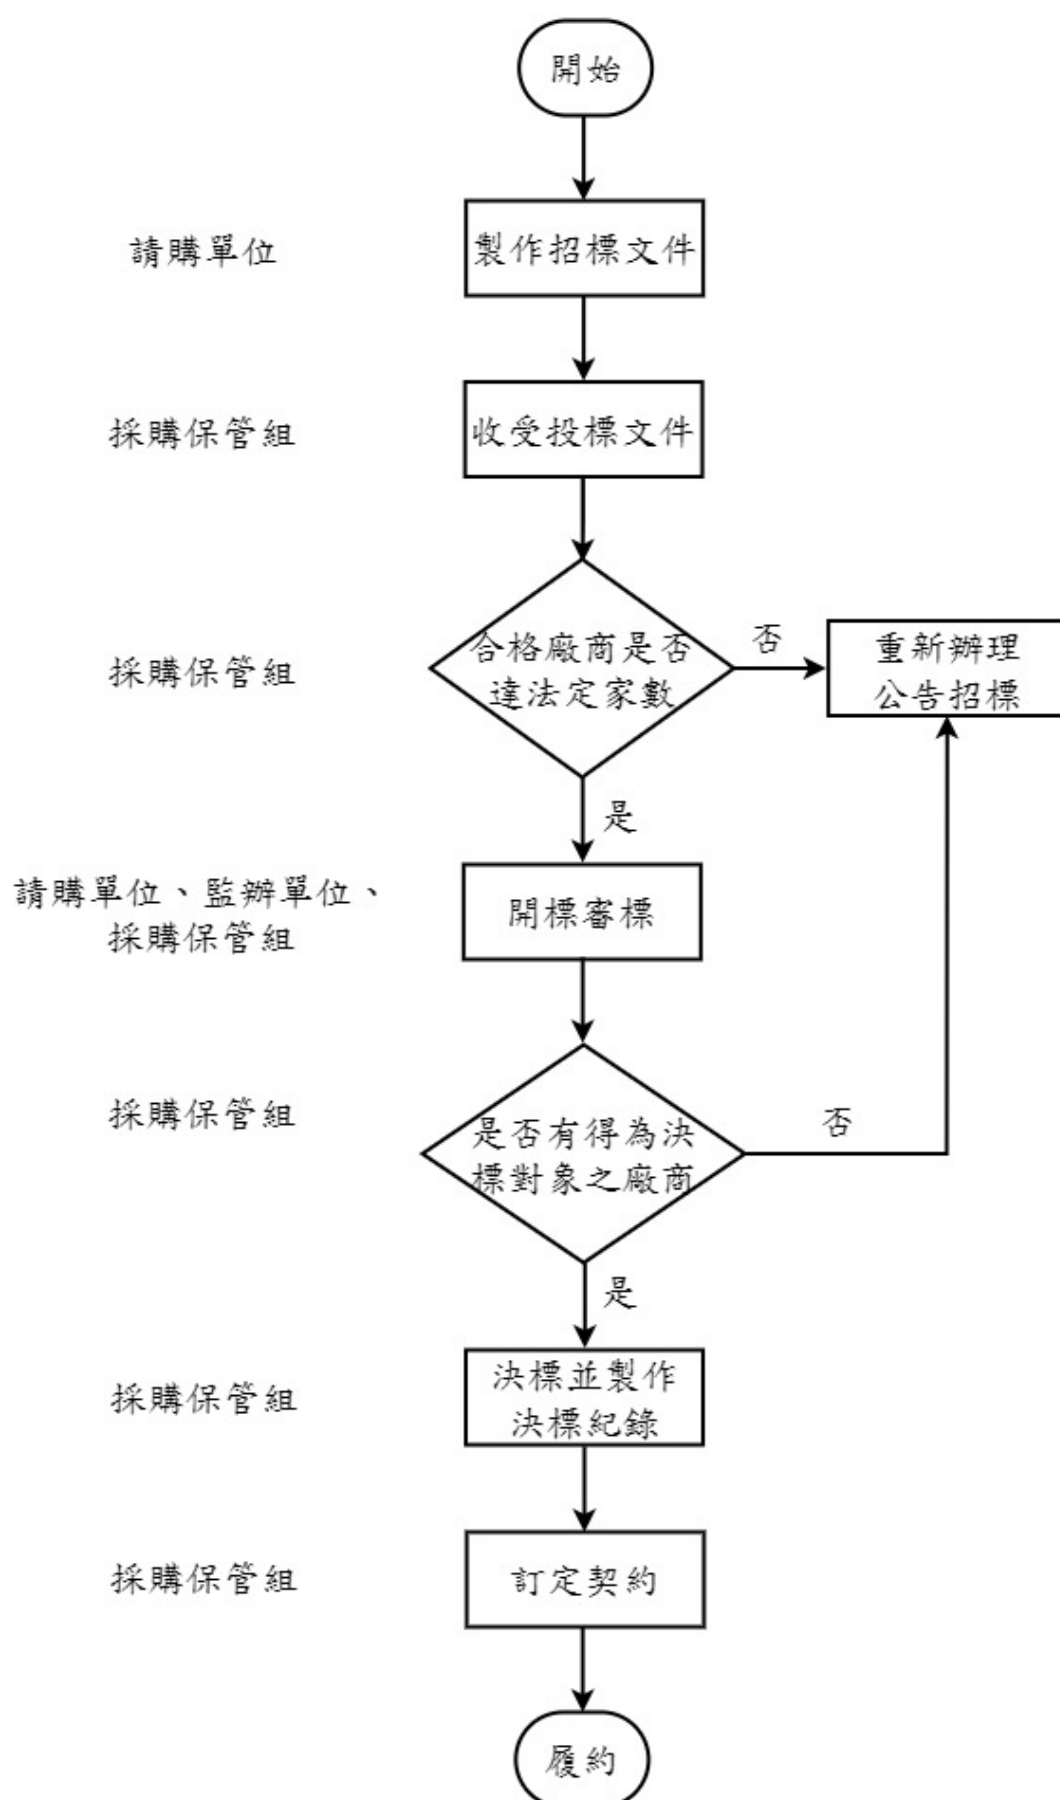 開始
請購單位
製作招標文件
採購保管組
收受投標文件
採購保管組
合格廠商是否
達法定家數
否
重新辦理
公告招標
是
請購單位、監辦單位、
採購保管組
開標審標
採購保管組
是否有得為決
標對象之廠商
否
是
採購保管組
決標並製作
決標紀錄
採購保管組
訂定契約
履約